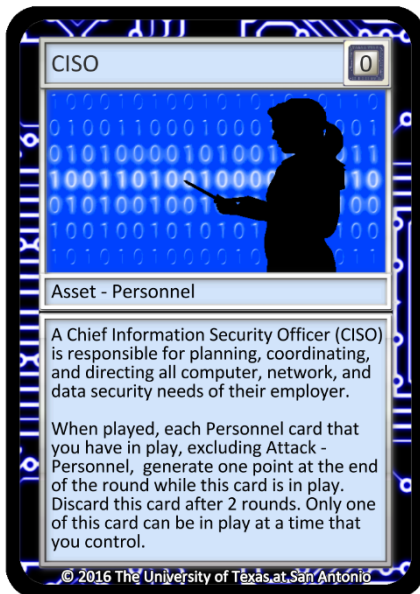 CISO
0
Asset - Personnel
A Chief Information Security Officer (CISO)
is responsible for planning, coordinating,
and directing all computer, network, and
data security needs of their employer.
When played, each Personnel card that
you have in play, excluding Attack -
Personnel, generate one point at the end
of the round while this card is in play.
Discard this card after 2 rounds. Only one
of this card can be in play at a time that
you control.
© 2016 The University of Texas at San Antonio